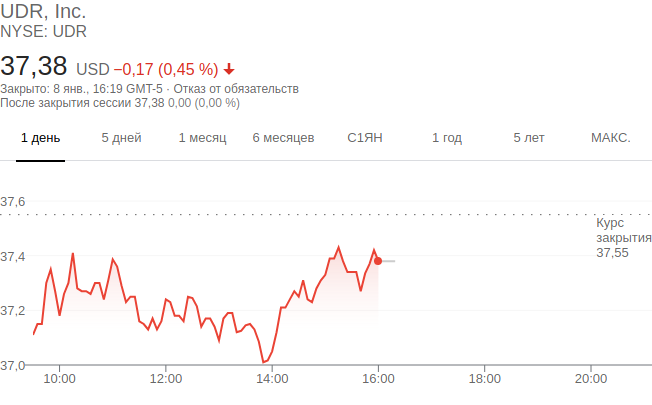 UDR, Inc.
NYSE: UDR
37,38 USD −0,17 (0,45 %)
Закрыто: 8 янв., 16:19 GMT-5 · Отказ от обязательств
После закрытия сессии 37,38 0,00 (0,00 %)
1 день 5 дней 1 месяц 6 месяцев С1ЯН 1 год 5 лет МАКС.
37,6
Курс
закрытия
37,55
37,4
37,2
37,0
10:00 12:00 14:00 16:00 18:00 20:00